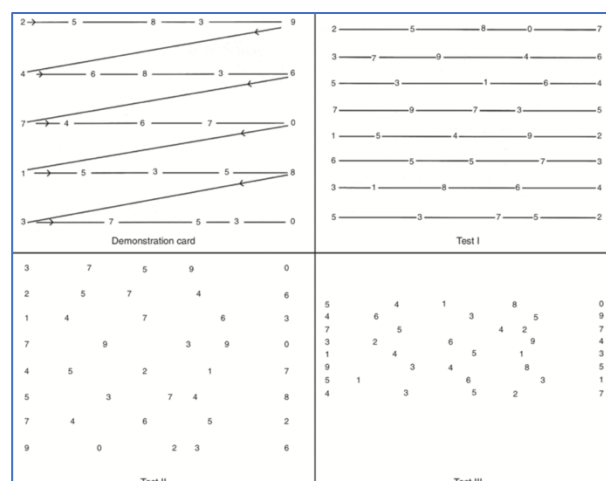 2 5 8 3 9
4 6 8 3 6
7 4 6 7 0
1 5 3 5 8
3 7 5 3 0
Demonstration card
2 5 8 0 7
3 7 9 4 6
5 3 1 6 4
7 9 7 3 5
1 5 4 9 2
6 5 5 7 3
3 1 8 6 4
5 3 7 5 2
Test I
3 7 5 9 0
2 5 7 4 6
1 4 7 6 3
7 9 3 9 0
4 5 2 1 7
5 3 7 4 8
7 4 6 5 2
9 0 2 3 6
Test II
5 4 1 8 0
4 6 3 5 9
7 5 4 2 7
3 2 6 9 4
1 4 5 1 3
9 3 4 8 5
5 1 6 3 1
4 3 5 2 7
Test III